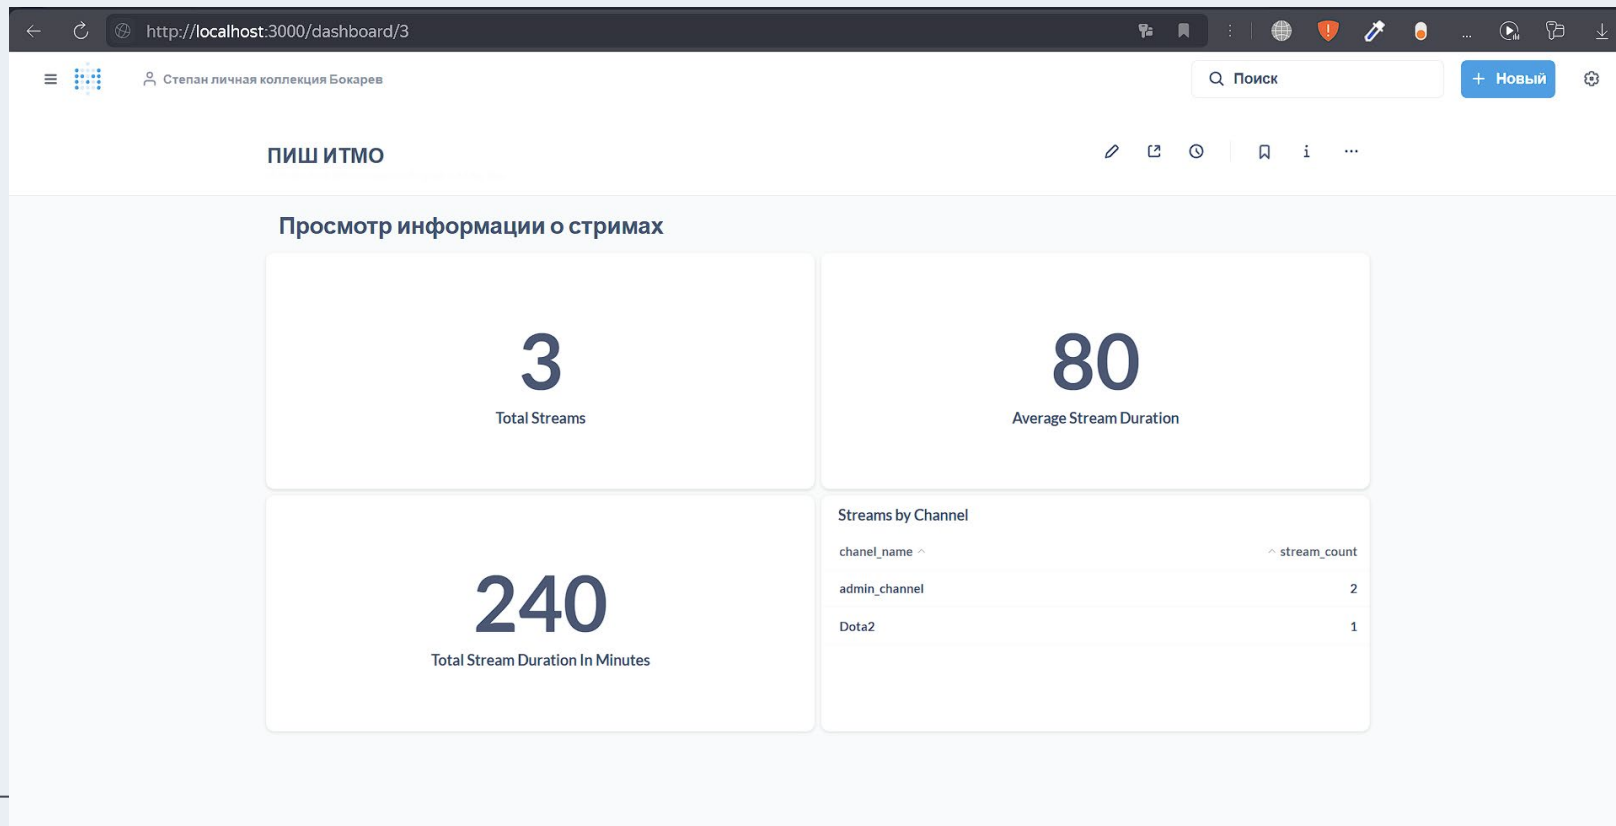 http://localhost:3000/dashboard/3
Степан личная коллекция Бокарев
Поиск
+ Новый
ПИШ ИТМО
Просмотр информации о стримах
3
Total Streams
80
Average Stream Duration
240
Total Stream Duration In Minutes
Streams by Channel
chanel_name stream_count
admin_channel 2
Dota2 1